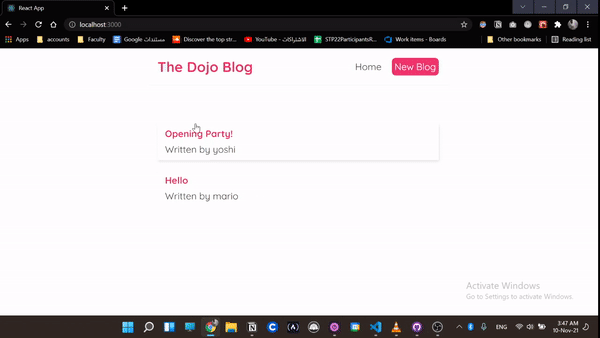 React App
localhost:3000
Apps
accounts
Faculty
Google مستندات
Discover the top str...
YouTube - الاشتراكات
STP22ParticipantsR...
Work items - Boards
Other bookmarks
Reading list
The Dojo Blog
Home
New Blog
Opening Party!
Written by yoshi
Hello
Written by mario
Activate Windows
Go to Settings to activate Windows.
ENG
3:47 AM
10-Nov-21